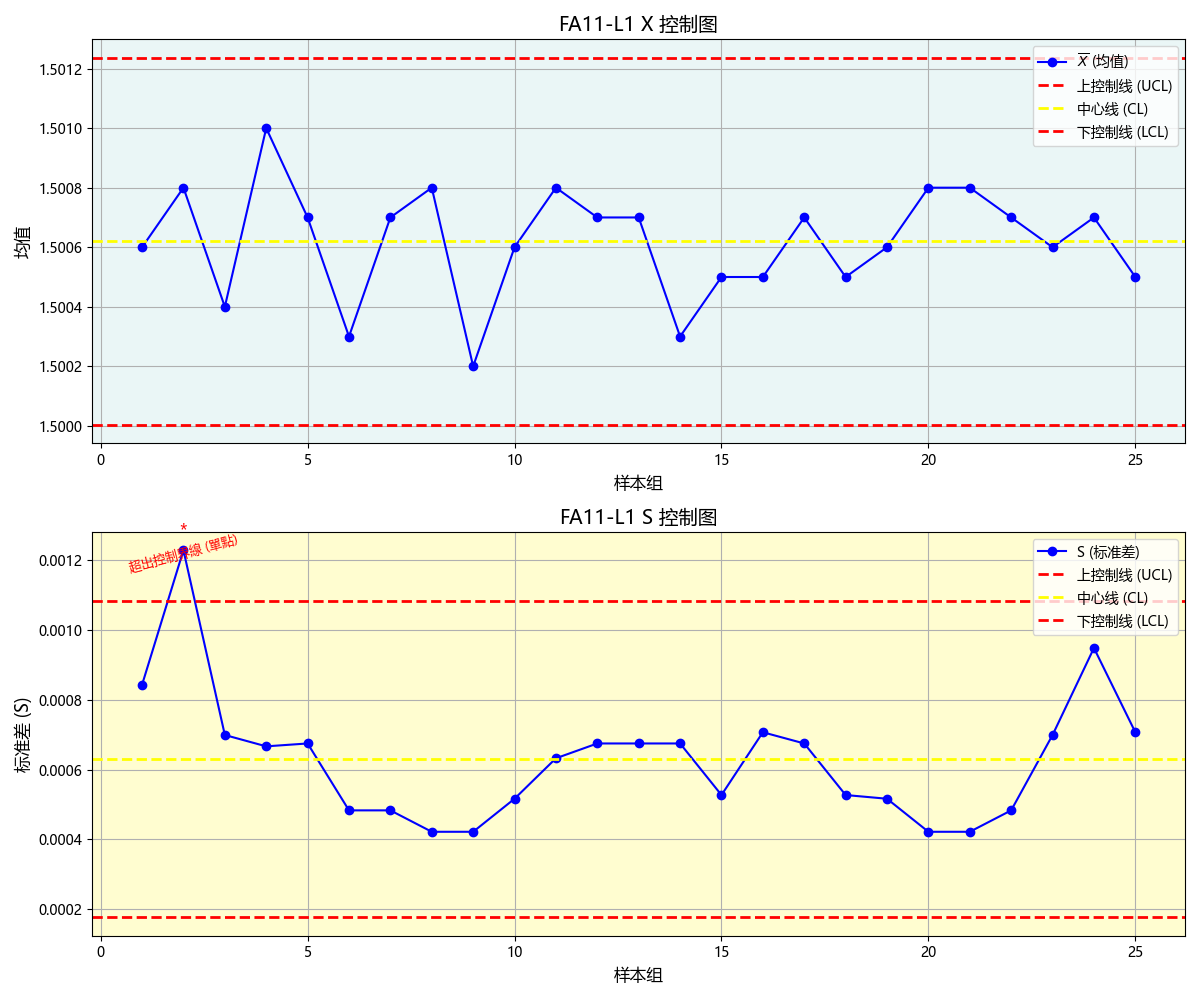 FA11-L1 X 控制图
1.5012
1.5010
1.5008
1.5006
1.5004
1.5002
1.5000
均值
X (均值)
上控制线 (UCL)
中心线 (CL)
下控制线 (LCL)
0 5 10 15 20 25
样本组
FA11-L1 S 控制图
*
超出控制界線 (單點)
0.0012
0.0010
0.0008
0.0006
0.0004
0.0002
标准差 (S)
S (标准差)
上控制线 (UCL)
中心线 (CL)
下控制线 (LCL)
0 5 10 15 20 25
样本组